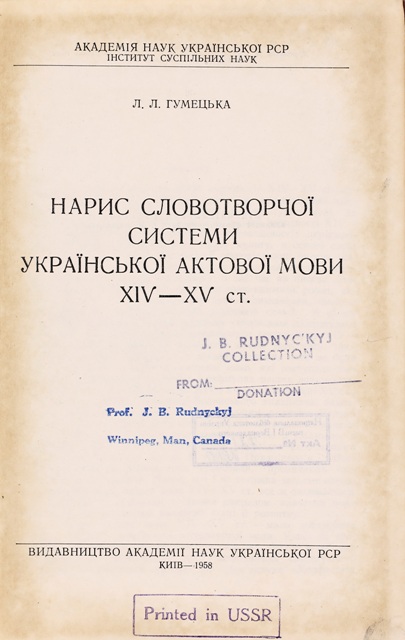 АКАДЕМІЯ НАУК УКРАЇНСЬКОЇ РСР
ІНСТИТУТ СУСПІЛЬНИХ НАУК
Л. Л. ГУМЕЦЬКА
НАРИС СЛОВОТВОРЧОЇ
СИСТЕМИ
УКРАЇНСЬКОЇ АКТОВОЇ МОВИ
XIV—XV ст.
J. B. RUDNYC'KYJ
COLLECTION
FROM:
DONATION
Prof. J. B. Rudnyckyj
Winnipeg, Man, Canada
ВИДАВНИЦТВО АКАДЕМІЇ НАУК УКРАЇНСЬКОЇ РСР
КИЇВ—1958
Printed in USSR